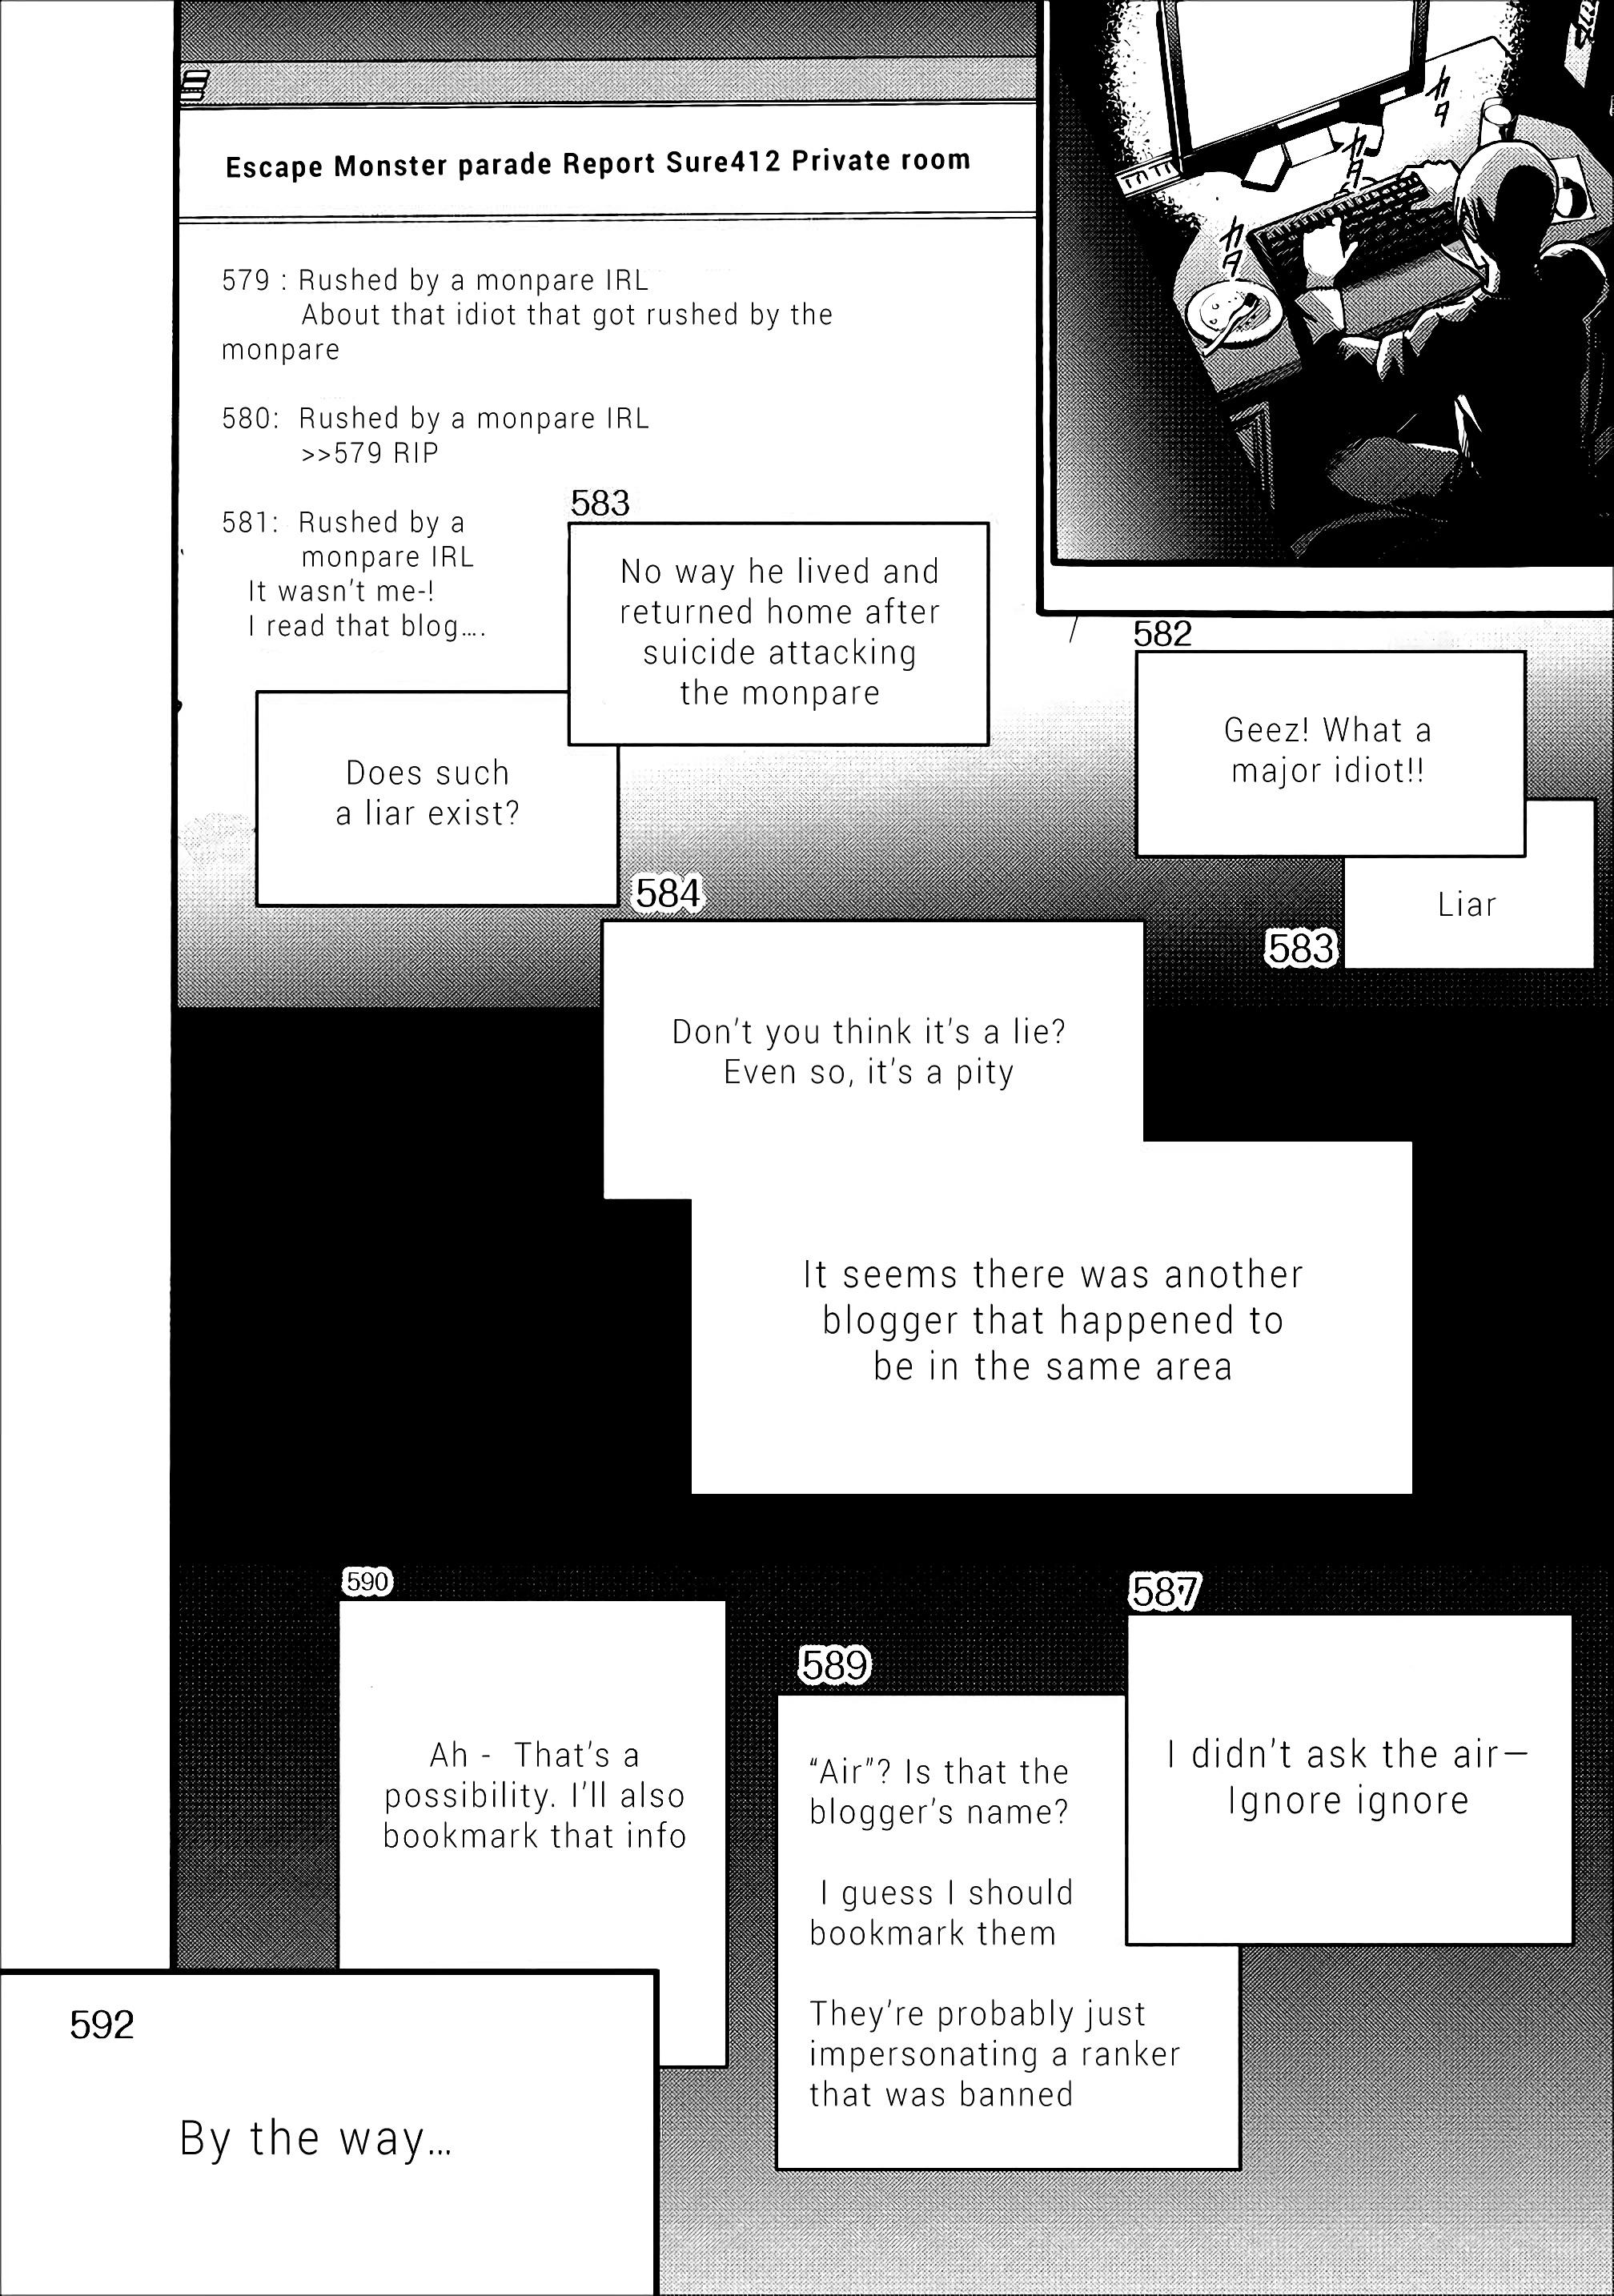 カタ
カタ
カタ
Escape Monster parade Report Sure412 Private room
579 : Rushed by a monpare IRL
About that idiot that got rushed by the
monpare
580: Rushed by a monpare IRL
>>579 RIP
581: Rushed by a
monpare IRL
It wasn't me-!
I read that blog....
582
Geez! What a
major idiot!!
583
Liar
583
No way he lived and
returned home after
suicide attacking
the monpare
Does such
a liar exist?
584
Don't you think it's a lie?
Even so, it's a pity
It seems there was another
blogger that happened to
be in the same area
587
I didn't ask the air—
Ignore ignore
589
“Air”? Is that the
blogger's name?
I guess I should
bookmark them
They're probably just
impersonating a ranker
that was banned
590
Ah - That's a
possibility. I'll also
bookmark that info
592
By the way...